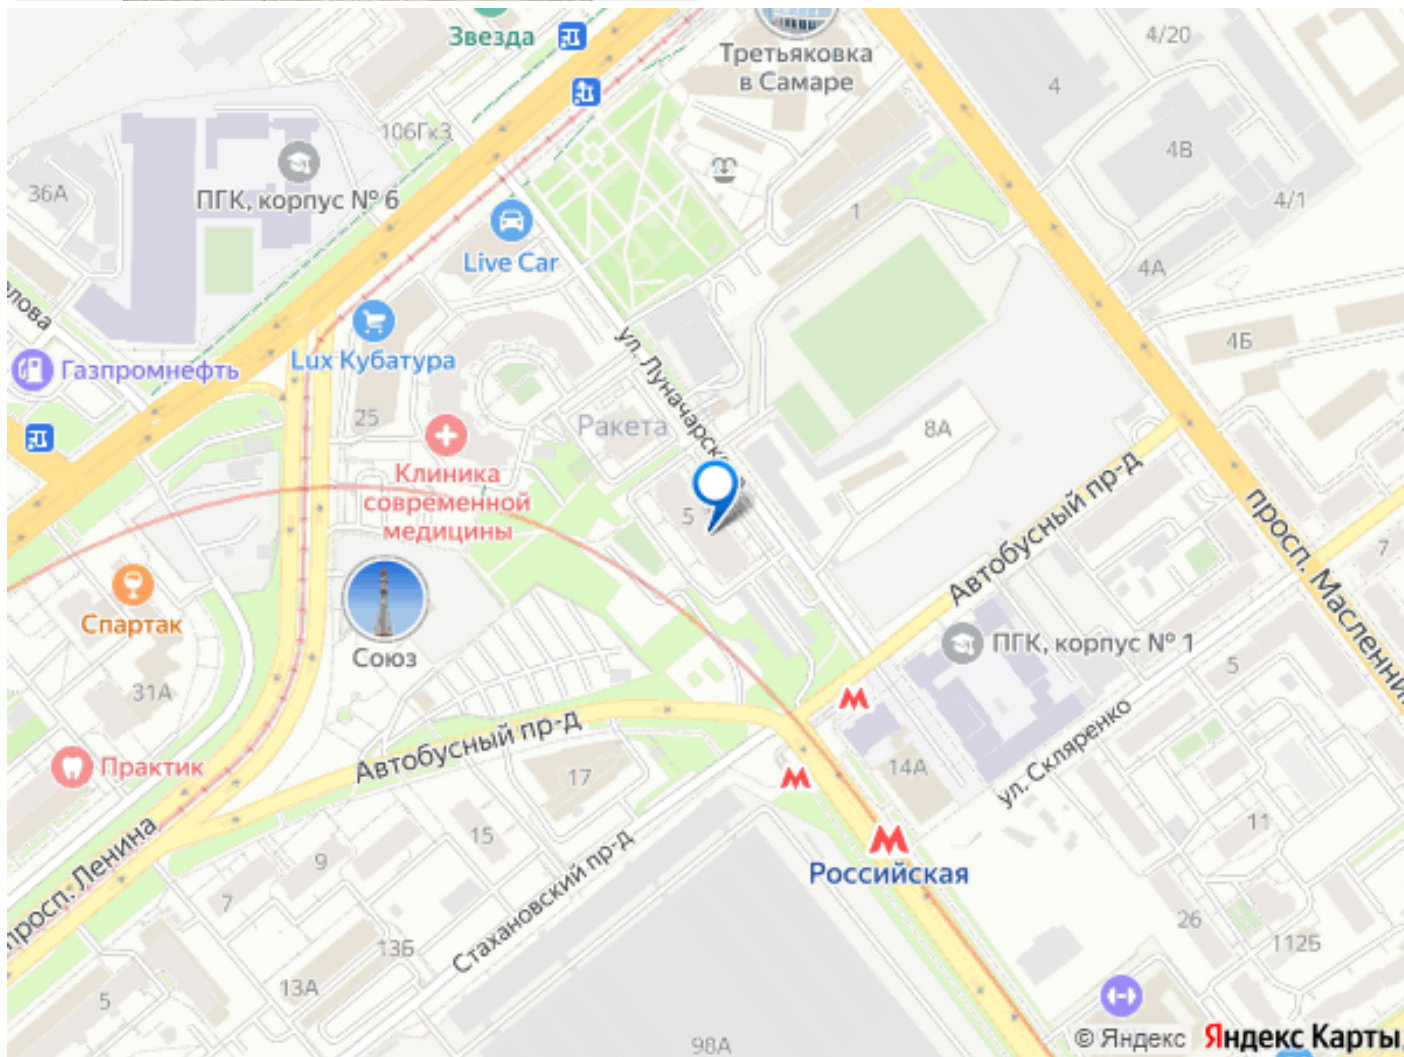 Звезда
Третьяковка
в Самаре
4/20
4
106Гк3
4В
36А
ПГК, корпус № 6
4/1
1
Live Car
4А
лова
Lux Кубатура
ул. Луначарско
4Б
Газпромнефть
25
Ракета
8А
Клиника
современной
медицины
5
Автобусный пр-д
просп. Масленник
7
Спартак
Союз
ПГК, корпус № 1
5
31А
ул. Скляренко
Автобусный пр-д
Практик
17
14А
15
11
9
Российская
просп. Ленина
7
Стахановский пр-д
26
13Б
112Б
13А
5
98А
© Яндекс Яндекс Карты